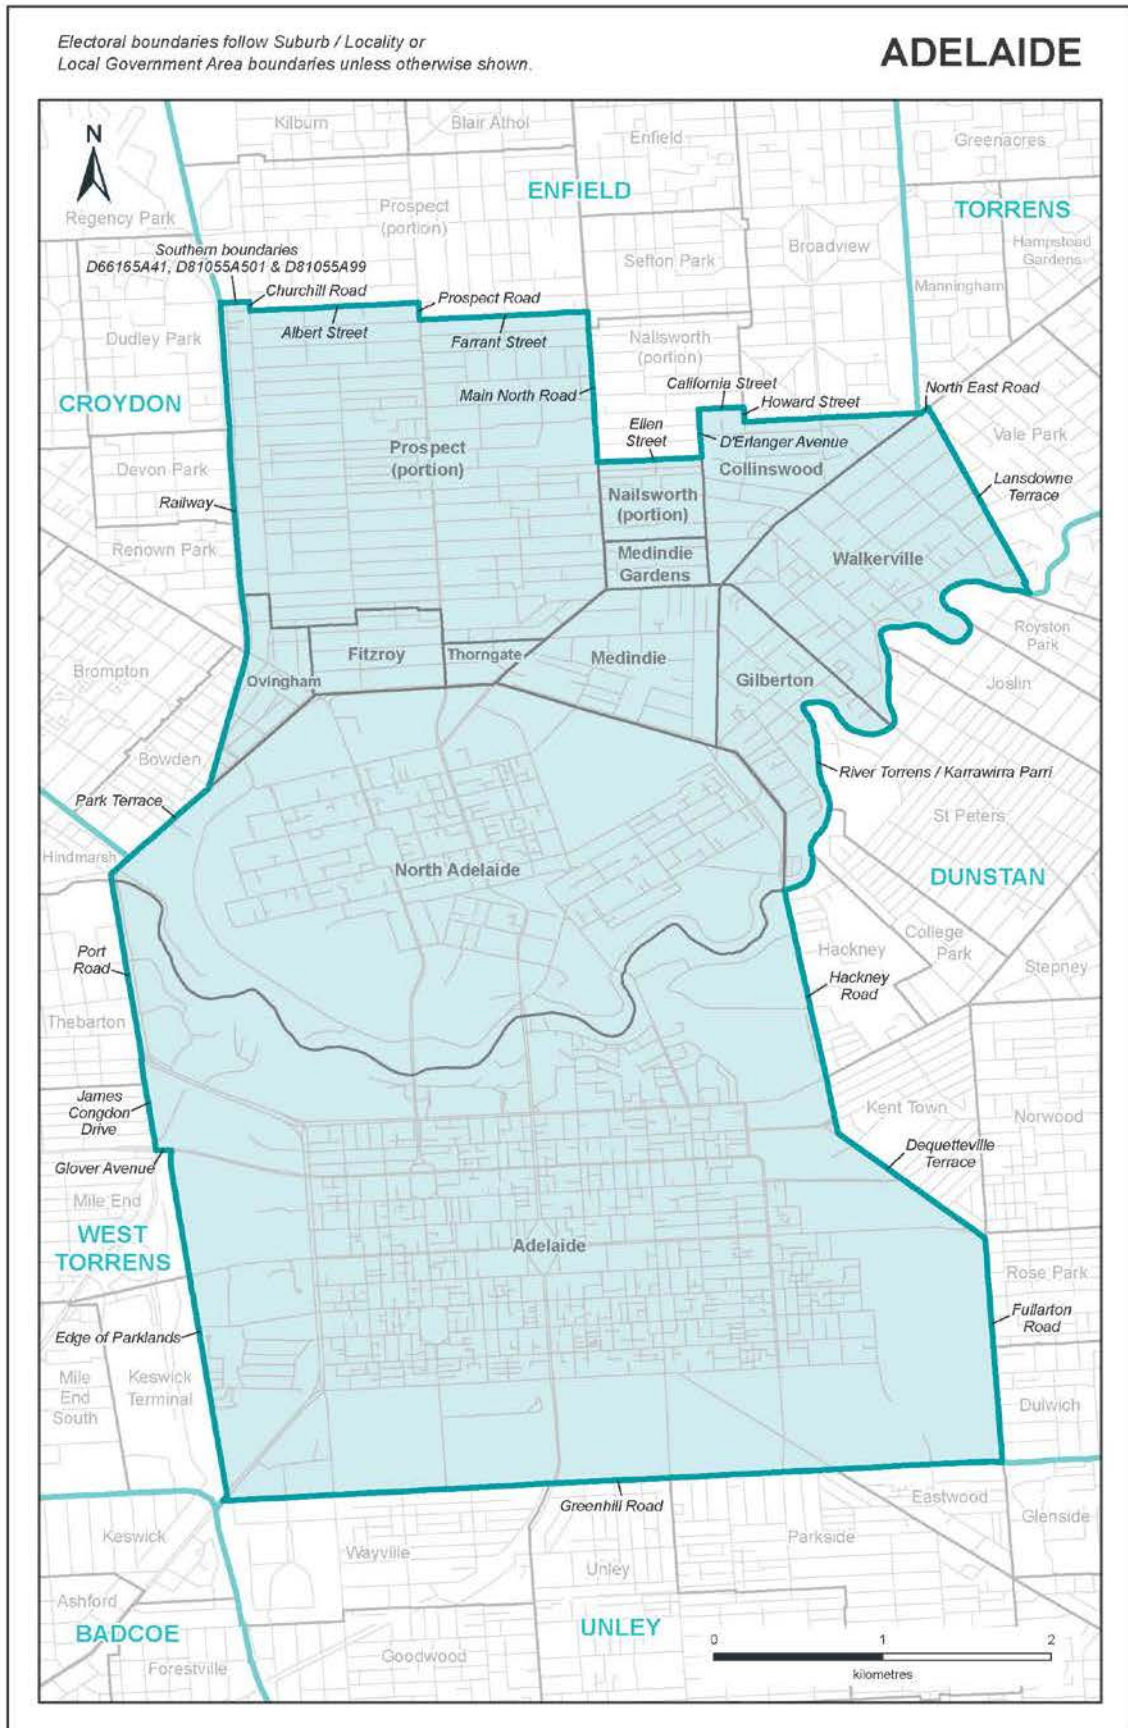 Electoral boundaries follow Suburb / Locality or
Local Government Area boundaries unless otherwise shown.
ADELAIDE
N
Kilburn
Blair Athol
Enfield
Greenacres
ENFIELD
Regency Park
Prospect
(portion)
TORRENS
Southern boundaries
D66165A41, D81055A501 & D81055A99
Sefton Park
Broadview
Hampstead
Gardens
Manningham
Churchill Road
Prospect Road
Dudley Park
Albert Street
Farrant Street
Nailsworth
(portion)
California Street
North East Road
CROYDON
Main North Road
Howard Street
Ellen
Street
D'Erlanger Avenue
Vale Park
Prospect
(portion)
Collinswood
Devon Park
Lansdowne
Terrace
Railway
Nailsworth
(portion)
Renown Park
Medindie
Gardens
Walkerville
Royston
Park
Brompton
Fitzroy
Thorngate
Medindie
Ovingham
Gilberton
Joslin
Bowden
River Torrens / Karrawirra Parri
Park Terrace
St Peters
Hindmarsh
North Adelaide
DUNSTAN
Port
Road
Hackney
College
Park
Stepney
Hackney
Road
Thebarton
James
Congdon
Drive
Kent Town
Norwood
Glover Avenue
Dequetteville
Terrace
Mile End
WEST
TORRENS
Adelaide
Rose Park
Edge of Parklands
Fullarton
Road
Mile
End
South
Keswick
Terminal
Dulwich
Greenhill Road
Eastwood
Glenside
Keswick
Wayville
Parkside
Unley
Ashford
BADCOE
UNLEY
Forestville
Goodwood
0
1
2
kilometres